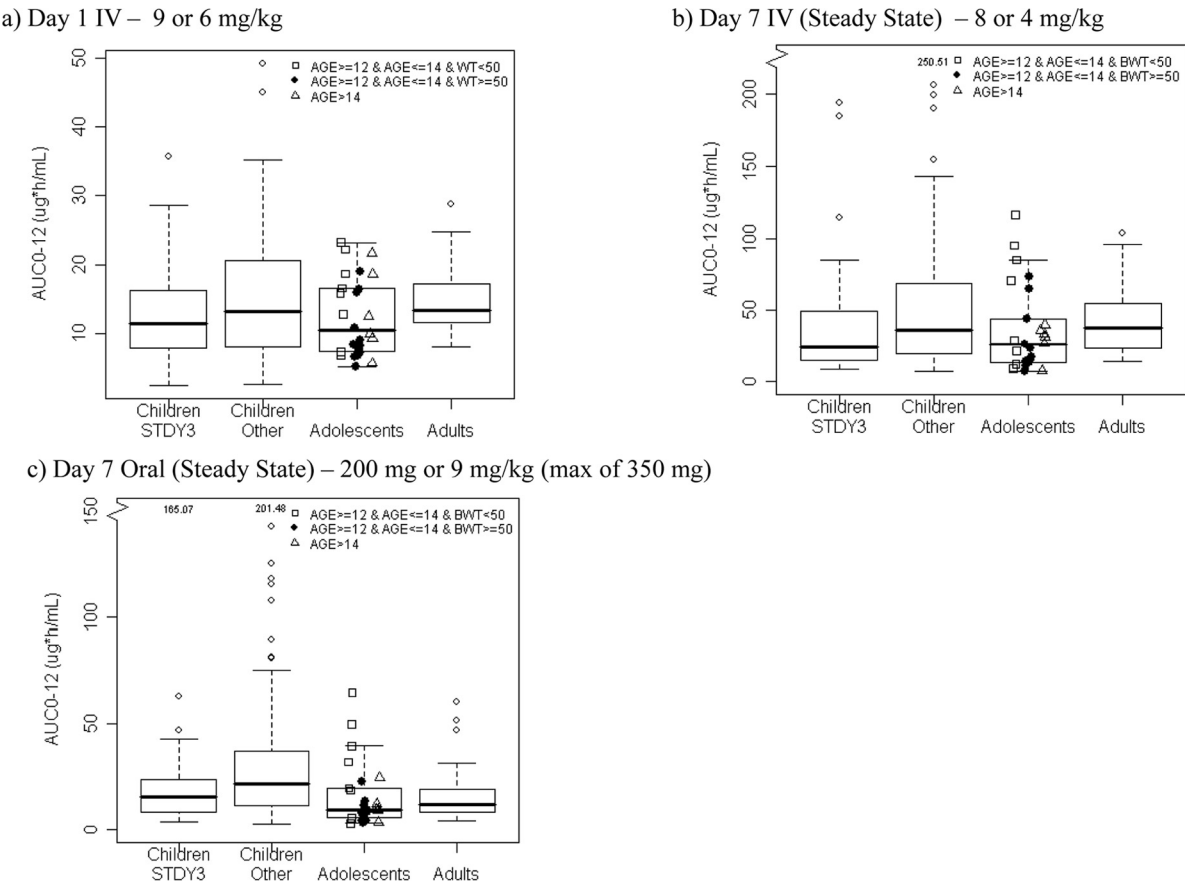 a) Day 1 IV – 9 or 6 mg/kg
50
40
30
20
10
AUC0-12 (ug*h/mL)
AGE>=12 & AGE<=14 & WT<50
AGE>=12 & AGE<=14 & WT>=50
AGE>14
Children STDY3
Children Other
Adolescents
Adults
b) Day 7 IV (Steady State) – 8 or 4 mg/kg
200
150
100
50
0
AUC0-12 (ug*h/mL)
250.51
AGE>=12 & AGE<=14 & BWT<50
AGE>=12 & AGE<=14 & BWT>=50
AGE>14
Children STDY3
Children Other
Adolescents
Adults
c) Day 7 Oral (Steady State) – 200 mg or 9 mg/kg (max of 350 mg)
150
100
50
0
AUC0-12 (ug*h/mL)
165.07
201.48
AGE>=12 & AGE<=14 & BWT<50
AGE>=12 & AGE<=14 & BWT>=50
AGE>14
Children STDY3
Children Other
Adolescents
Adults